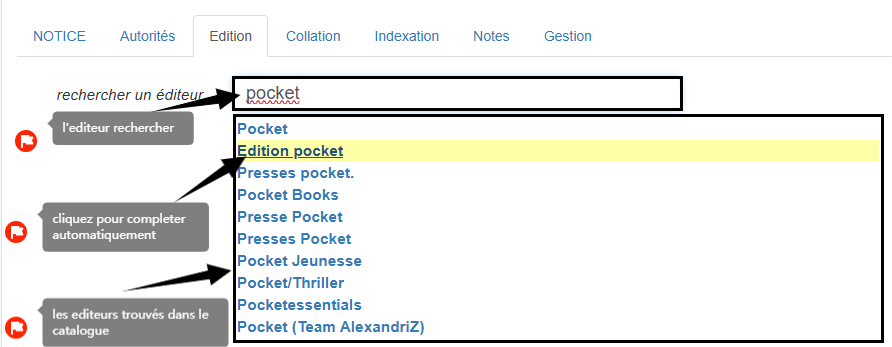 NOTICE Autorités Edition Collation Indexation Notes Gestion
rechercher un éditeur pocket
l'editeur rechercher
Pocket
Edition pocket
Presses pocket.
Pocket Books
cliquez pour completer
automatiquement
Presse Pocket
Presses Pocket
Pocket Jeunesse
Pocket/Thriller
Pocketessentials
Pocket (Team AlexandriZ)
les editeurs trouvés dans le
catalogue